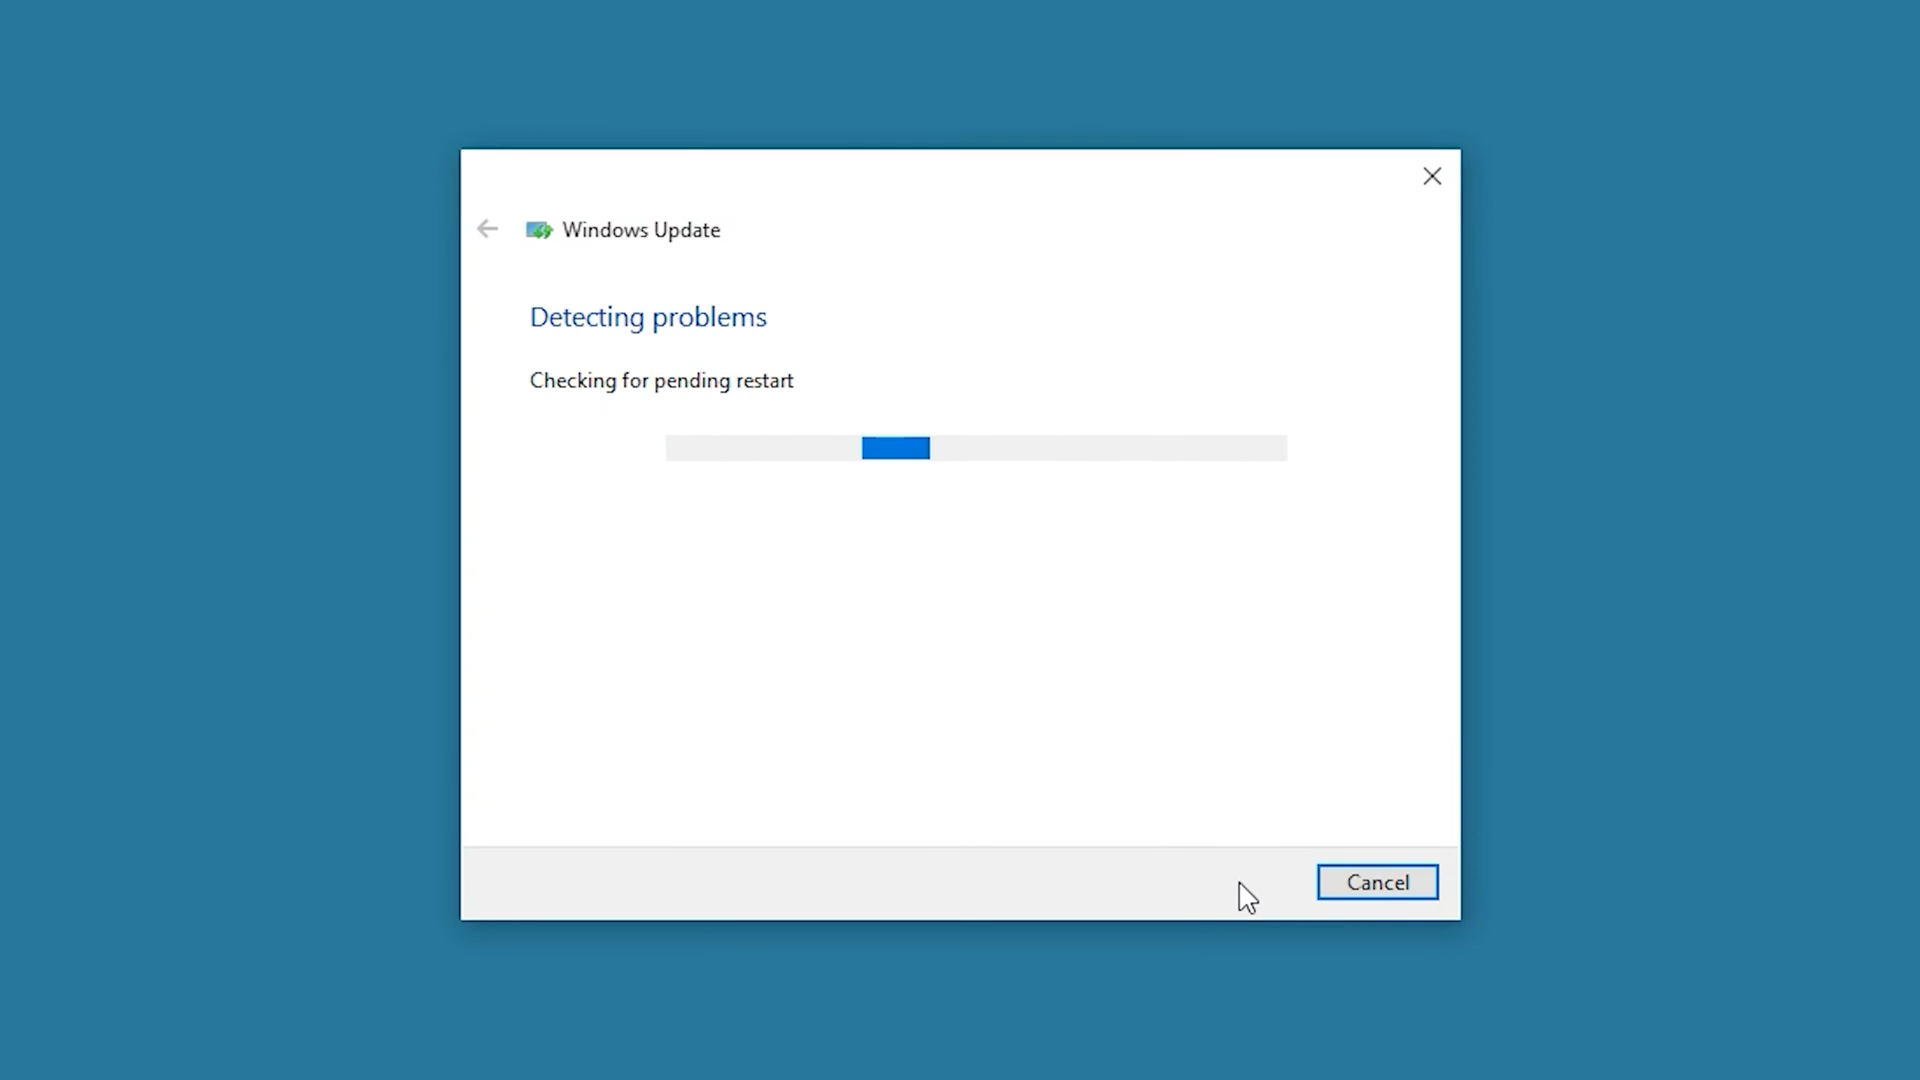 Windows Update
Detecting problems
Checking for pending restart
Cancel